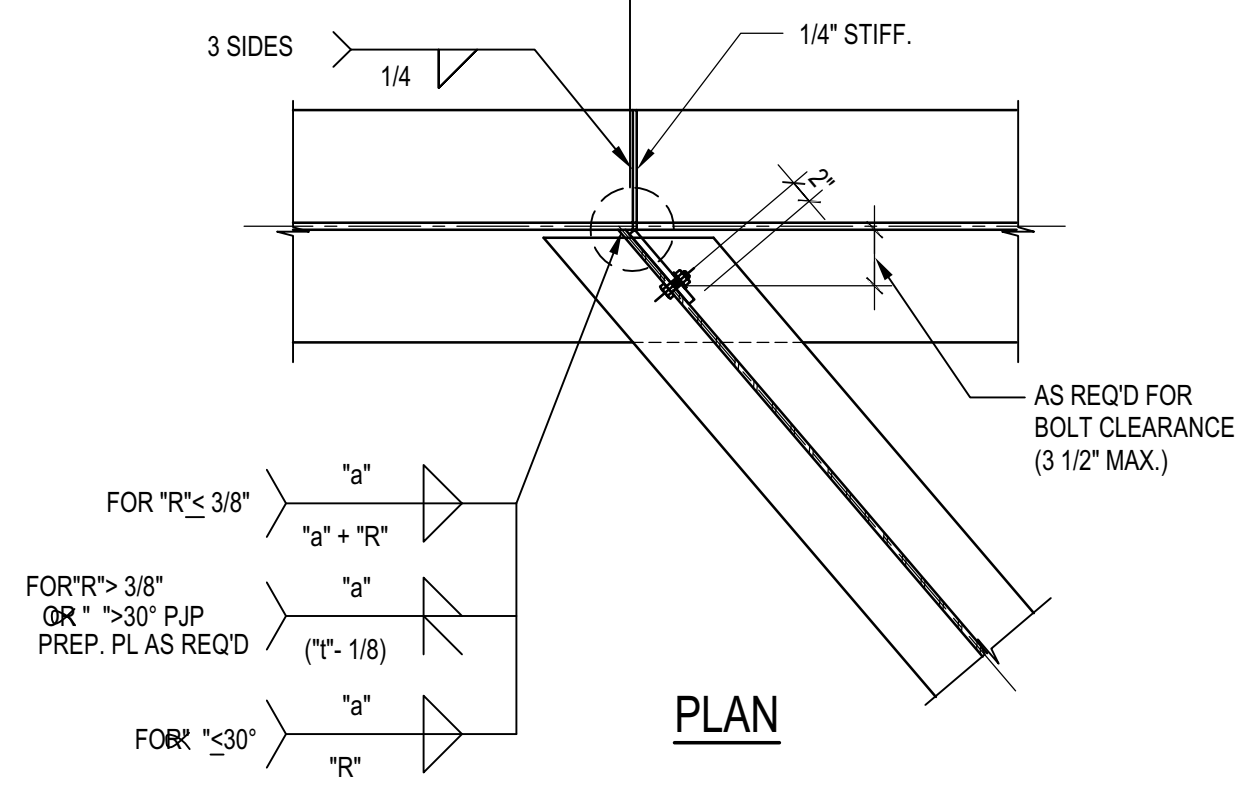 3 SIDES
1/4
1/4" STIFF.
2"
AS REQ'D FOR
BOLT CLEARANCE
(3 1/2" MAX.)
FOR "R"≤ 3/8"
"a"
"a" + "R"
FOR"R"> 3/8"
OR "∝">30° PJP
PREP. PL AS REQ'D
"a"
("t"- 1/8)
FOR "∝"≤30°
"a"
"R"
PLAN